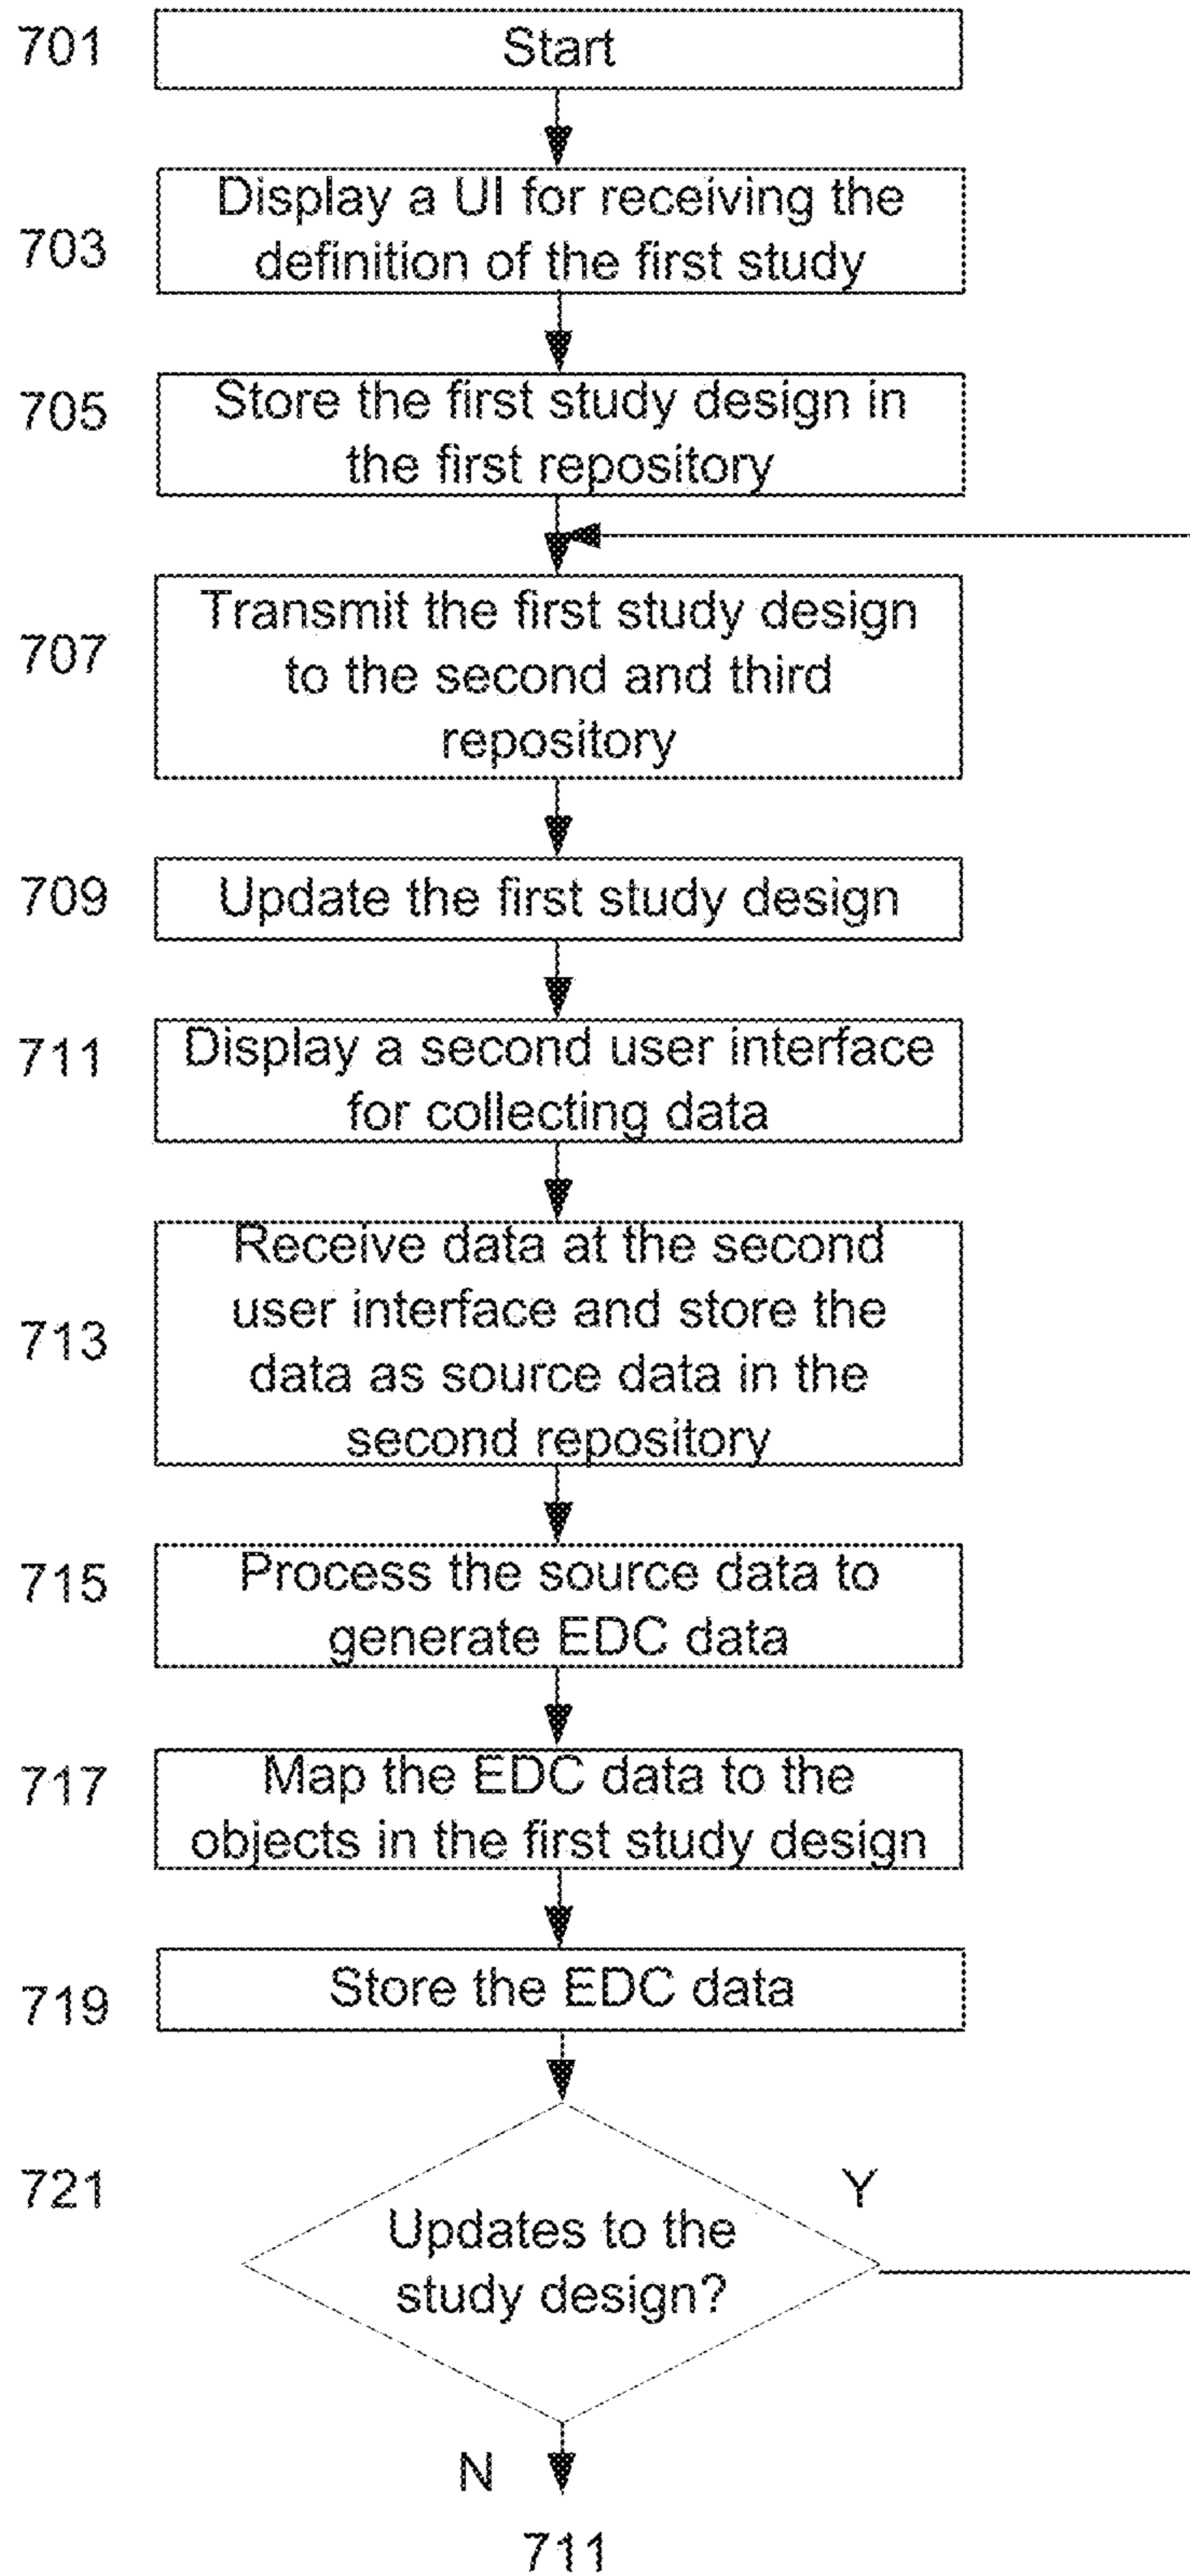 701
Start
703
Display a UI for receiving the
definition of the first study
705
Store the first study design in
the first repository
707
Transmit the first study design
to the second and third
repository
709
Update the first study design
711
Display a second user interface
for collecting data
713
Receive data at the second
user interface and store the
data as source data in the
second repository
715
Process the source data to
generate EDC data
717
Map the EDC data to the
objects in the first study design
719
Store the EDC data
721
Y
Updates to the
study design?
N
711